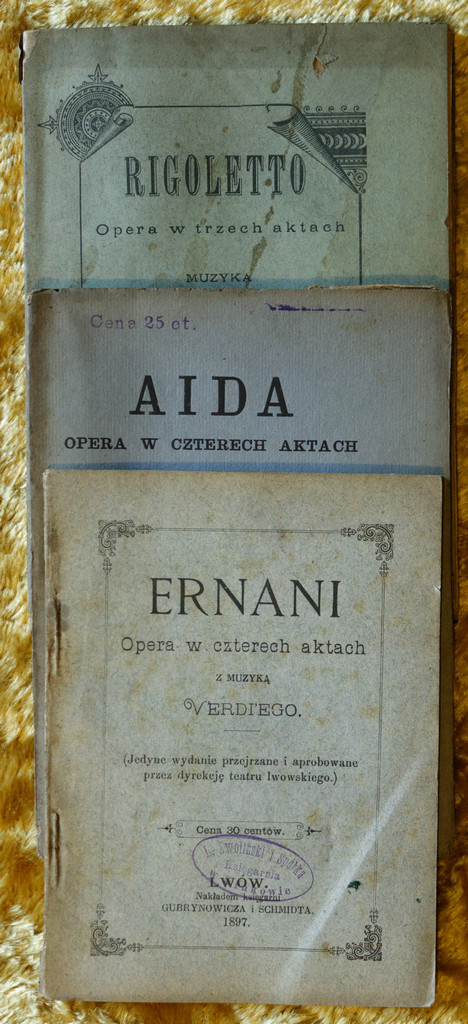 RIGOLETTO
Opera w trzech aktach
MUZYKA
Cena 25 ct.
AIDA
OPERA W CZTERECH AKTACH
ERNANI
Opera w czterech aktach
Z MUZYKĄ
VERDI'EGO.
(Jedyne wydanie przejrzane i aprobowane
przez dyrekcję teatru lwowskiego.)
Cena 30 centów.
Księgarnia
LWÓW.
Nakładem księgarni
GUBRYNOWICZA i SCHMIDTA.
1897.